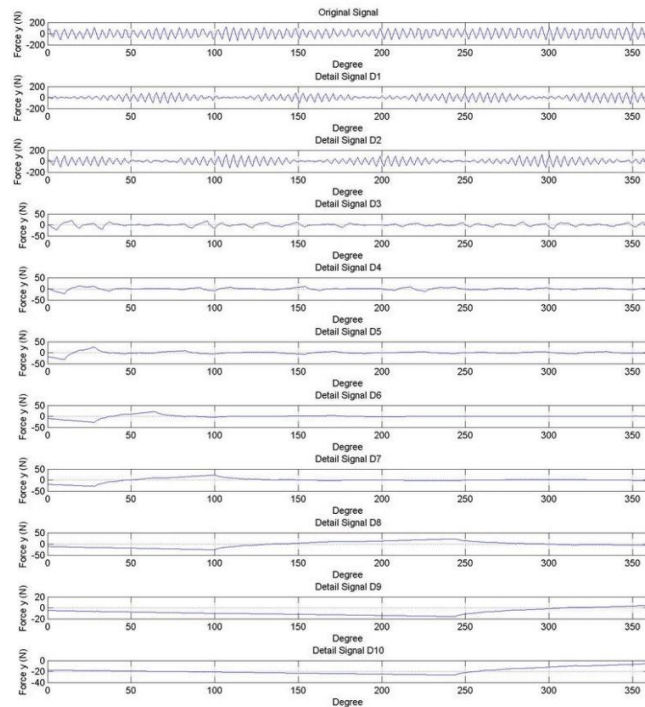 Original Signal
Force y (N)
200
0
-200
0 50 100 150 200 250 300 350
Degree
Detail Signal D1
Force y (N)
200
0
-200
0 50 100 150 200 250 300 350
Degree
Detail Signal D2
Force y (N)
200
0
-200
0 50 100 150 200 250 300 350
Degree
Detail Signal D3
Force y (N)
50
0
-50
0 50 100 150 200 250 300 350
Degree
Detail Signal D4
Force y (N)
50
0
-50
0 50 100 150 200 250 300 350
Degree
Detail Signal D5
Force y (N)
50
0
-50
0 50 100 150 200 250 300 350
Degree
Detail Signal D6
Force y (N)
50
0
-50
0 50 100 150 200 250 300 350
Degree
Detail Signal D7
Force y (N)
50
0
-50
0 50 100 150 200 250 300 350
Degree
Detail Signal D8
Force y (N)
50
0
-50
0 50 100 150 200 250 300 350
Degree
Detail Signal D9
Force y (N)
20
0
-20
0 50 100 150 200 250 300 350
Degree
Detail Signal D10
Force y (N)
0
-20
-40
0 50 100 150 200 250 300 350
Degree